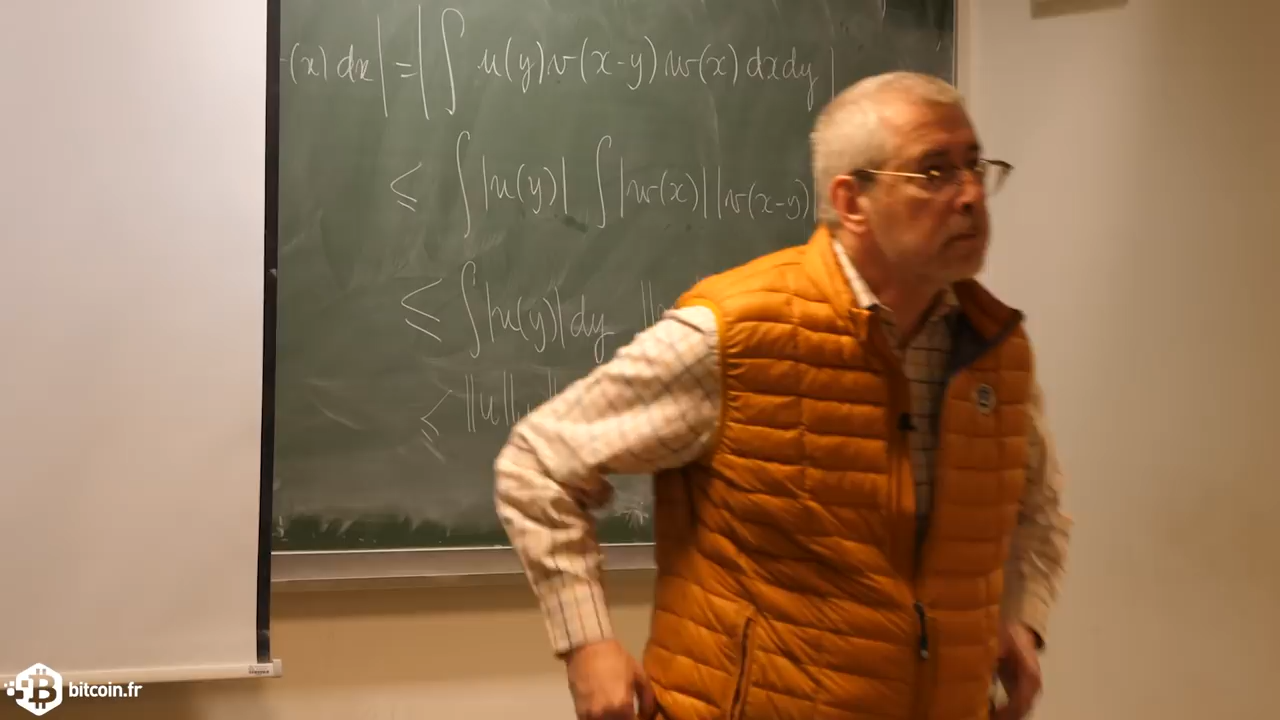 (x) dx| = | ∫ u(y) v(x-y) w(x) dx dy |
≤ ∫ |u(y)| ∫ |w(x)| |v(x-y)|
≤ ∫ |u(y)| dy
≤ ||u||
bitcoin.fr